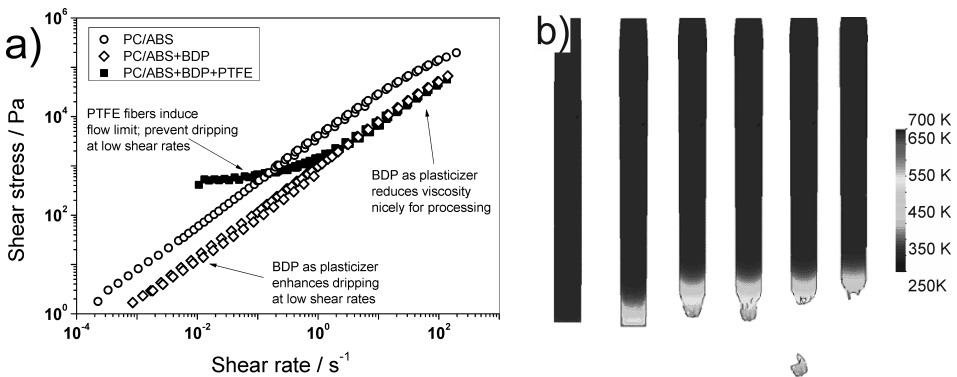 a)
10^6
10^4
10^2
10^0
Shear stress / Pa
PC/ABS
PC/ABS+BDP
PC/ABS+BDP+PTFE
PTFE fibers induce
flow limit; prevent dripping
at low shear rates
BDP as plasticizer
reduces viscosity
nicely for processing
BDP as plasticizer
enhances dripping
at low shear rates
10^-4
10^-2
10^0
10^2
Shear rate / s^-1
b)
700 K
650 K
550 K
450 K
350 K
250K